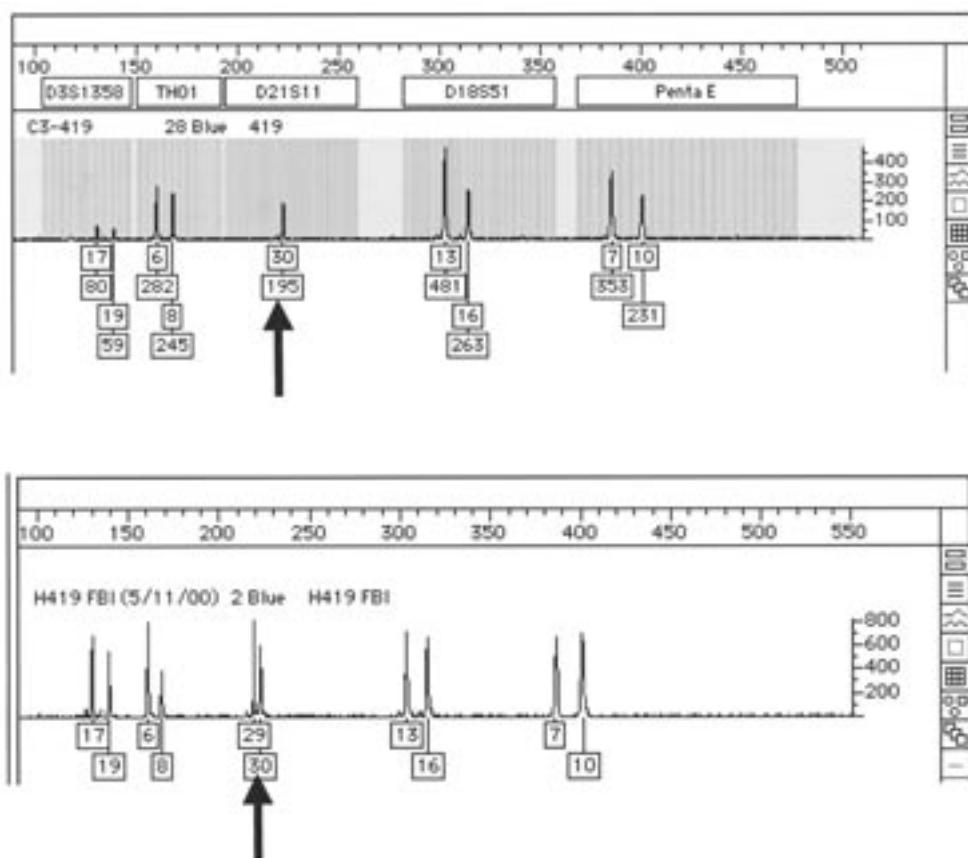 100 150 200 250 300 350 400 450 500
D3S1358 TH01 D21S11 D18S51 Penta E
C3-419 28 Blue 419
400
300
200
100
17 6 30 13 7 10
80 282 195 481 353
19 8 16 231
59 245 263
100 150 200 250 300 350 400 450 500 550
H419 FBI (5/11/00) 2 Blue H419 FBI
800
600
400
200
17 6 29 13 7
19 8 30 16 10